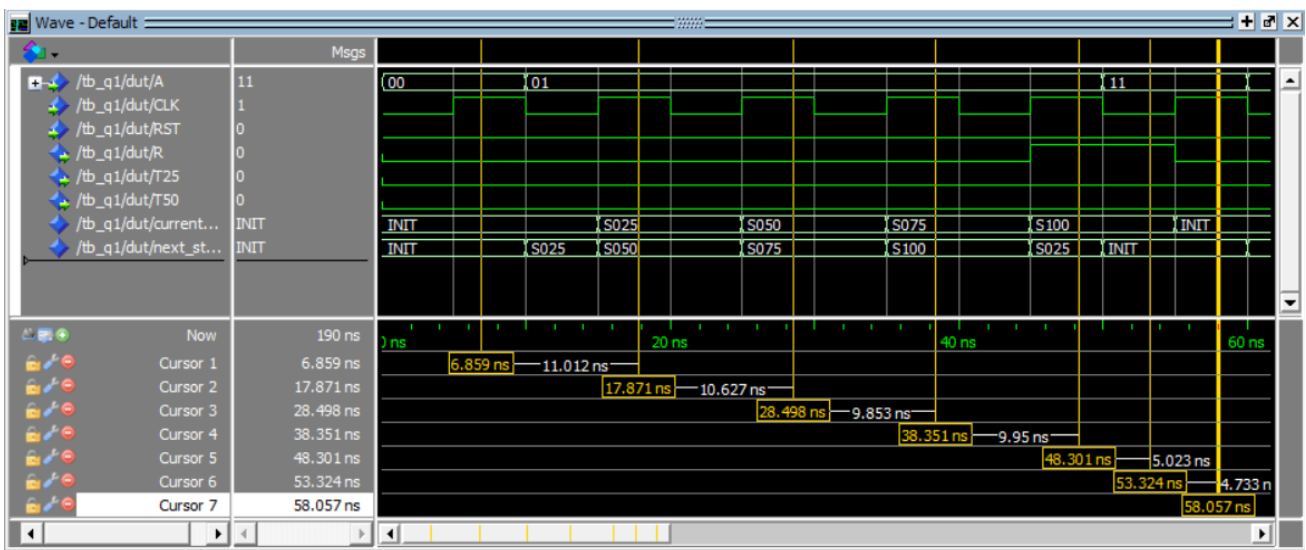 Wave - Default
Msgs
/tb_q1/dut/A 11 00 01 11
/tb_q1/dut/CLK 1
/tb_q1/dut/RST 0
/tb_q1/dut/R 0
/tb_q1/dut/T25 0
/tb_q1/dut/T50 0
/tb_q1/dut/current... INIT INIT S025 S050 S075 S100 INIT
/tb_q1/dut/next_st... INIT INIT S025 S050 S075 S100 S025 INIT
Now 190 ns ns 20 ns 40 ns 60 ns
Cursor 1 6.859 ns 6.859 ns 11.012 ns
Cursor 2 17.871 ns 17.871 ns 10.627 ns
Cursor 3 28.498 ns 28.498 ns 9.853 ns
Cursor 4 38.351 ns 38.351 ns 9.95 ns
Cursor 5 48.301 ns 48.301 ns 5.023 ns
Cursor 6 53.324 ns 53.324 ns 4.733 n
Cursor 7 58.057 ns 58.057 ns